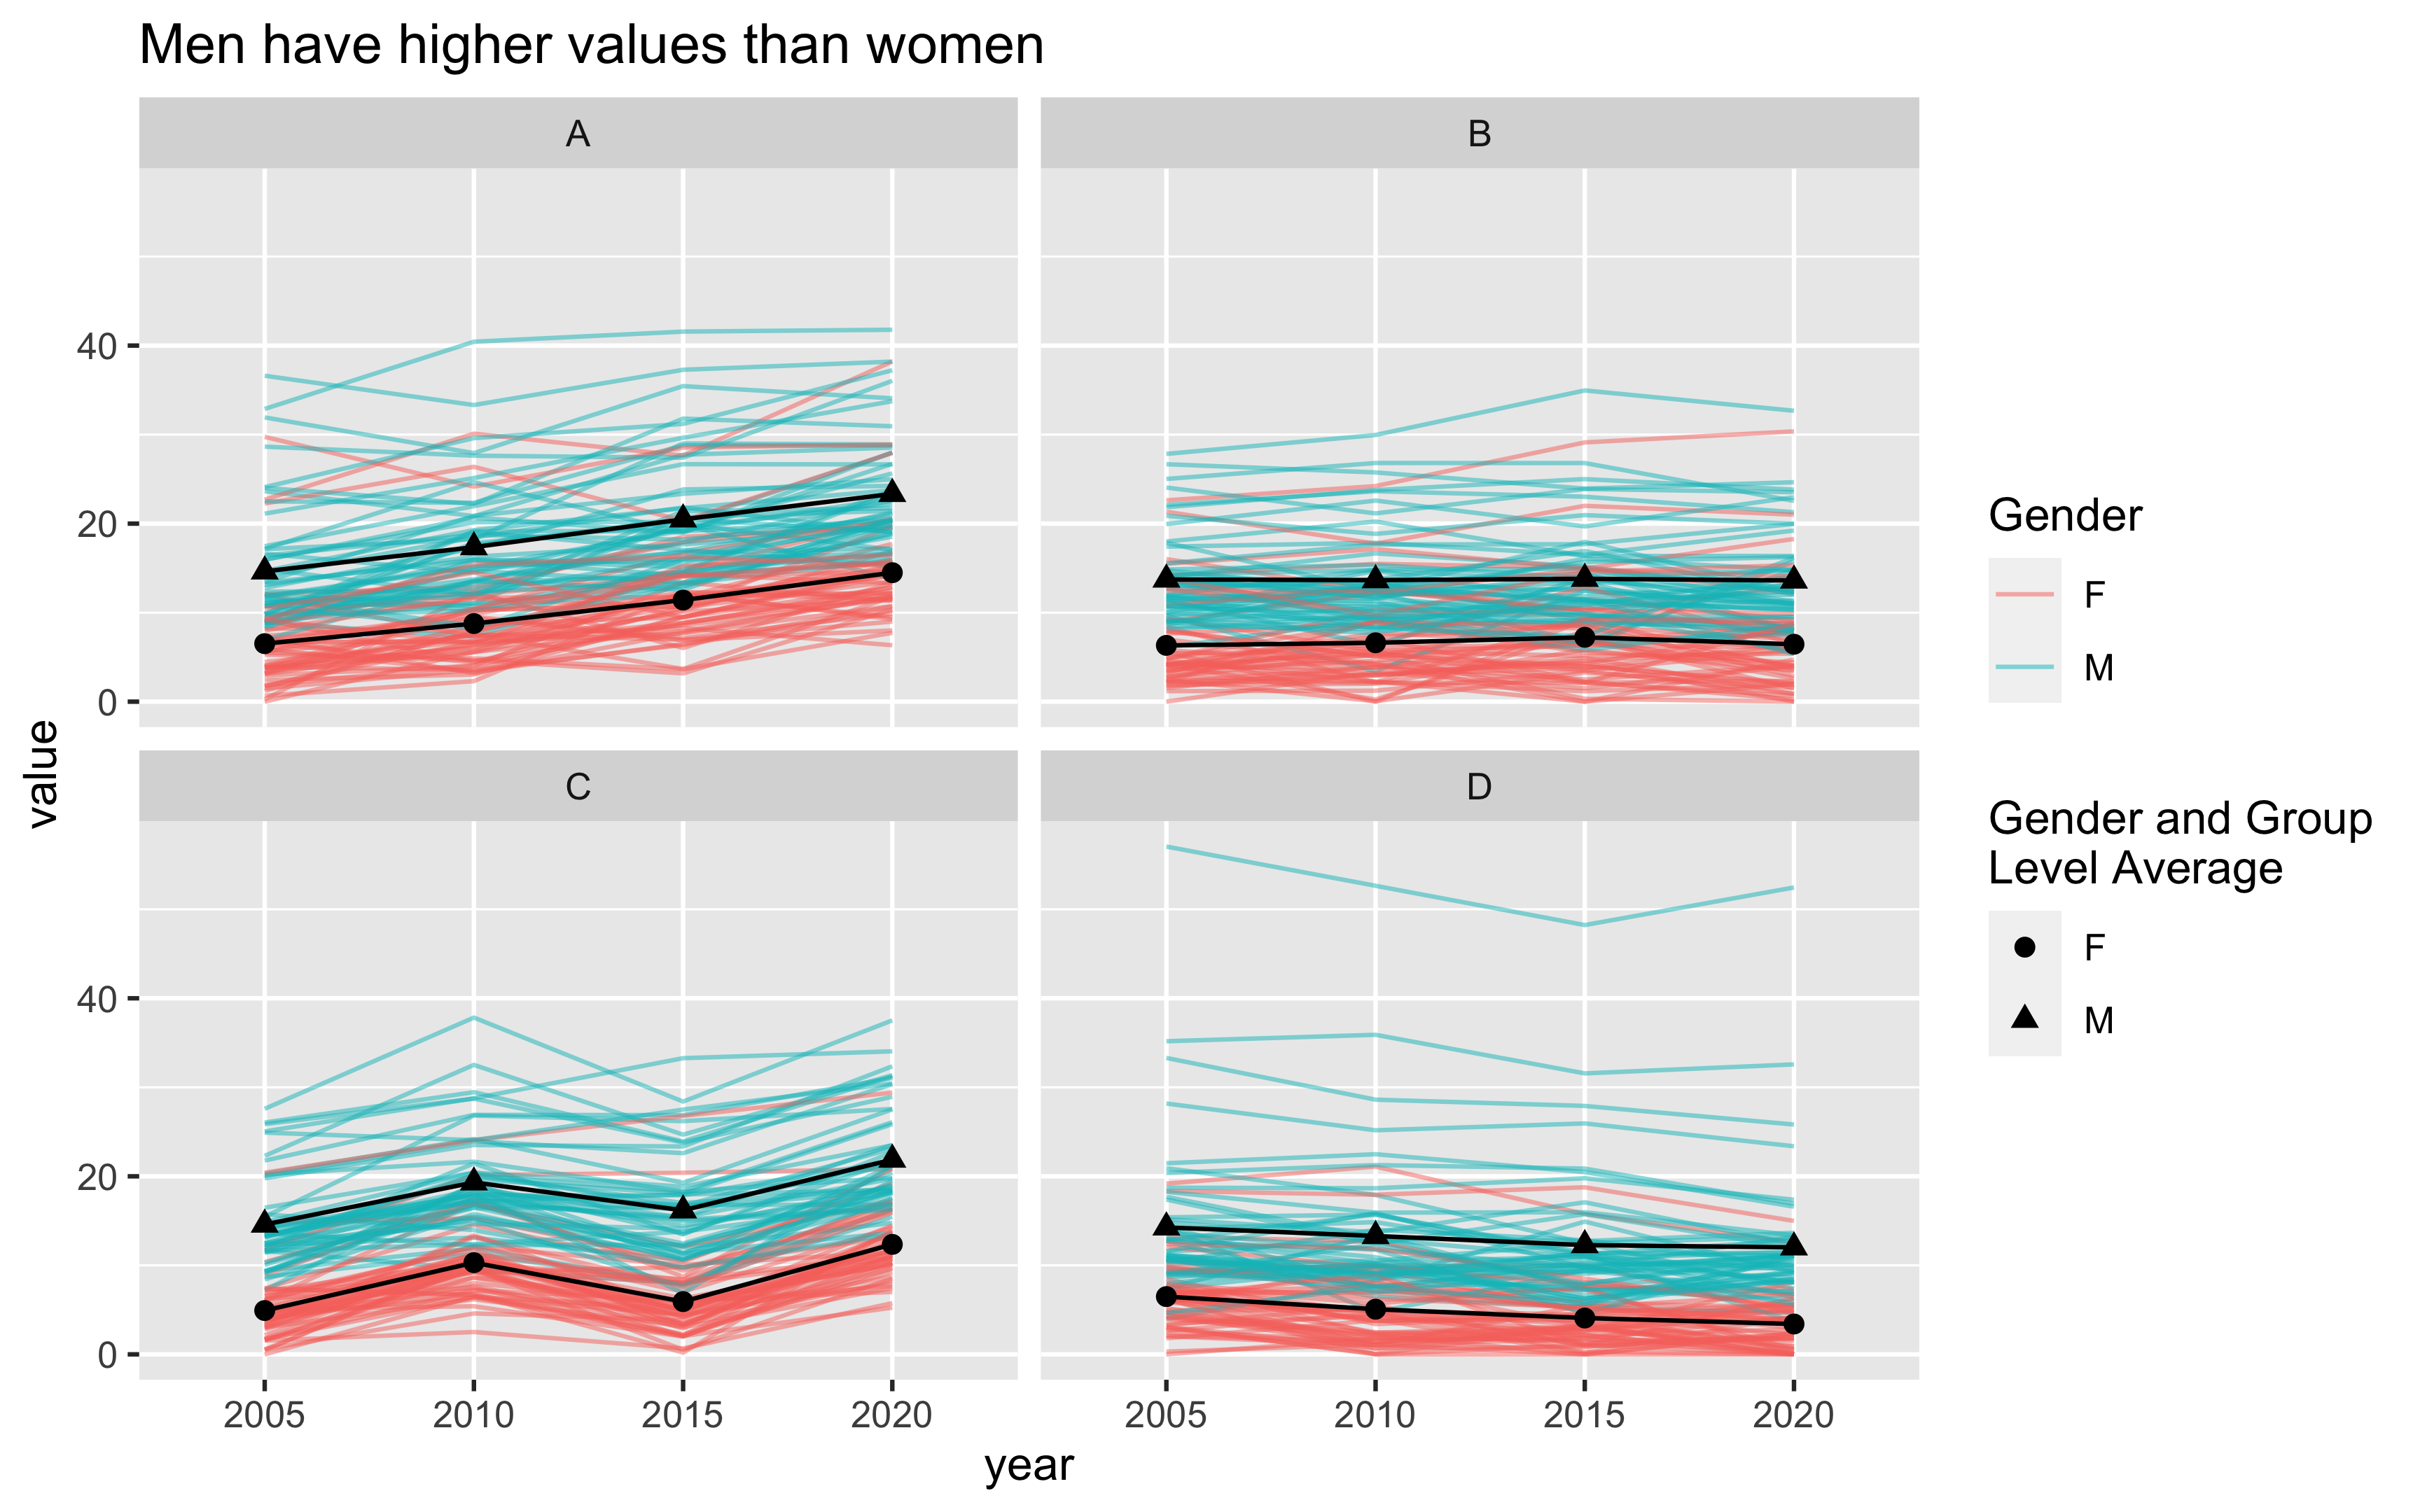 Men have higher values than women
A
B
40
20
0
value
C
D
40
20
0
2005 2010 2015 2020
2005 2010 2015 2020
year
Gender
F
M
Gender and Group
Level Average
F
M